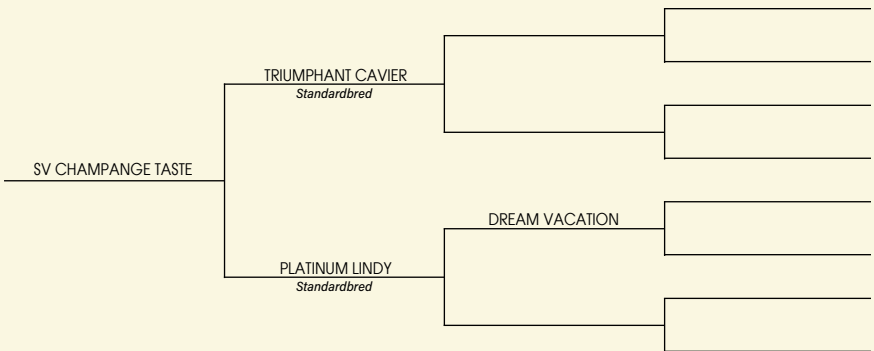 TRIUMPHANT CAVIER
Standardbred
SV CHAMPANGE TASTE
DREAM VACATION
PLATINUM LINDY
Standardbred